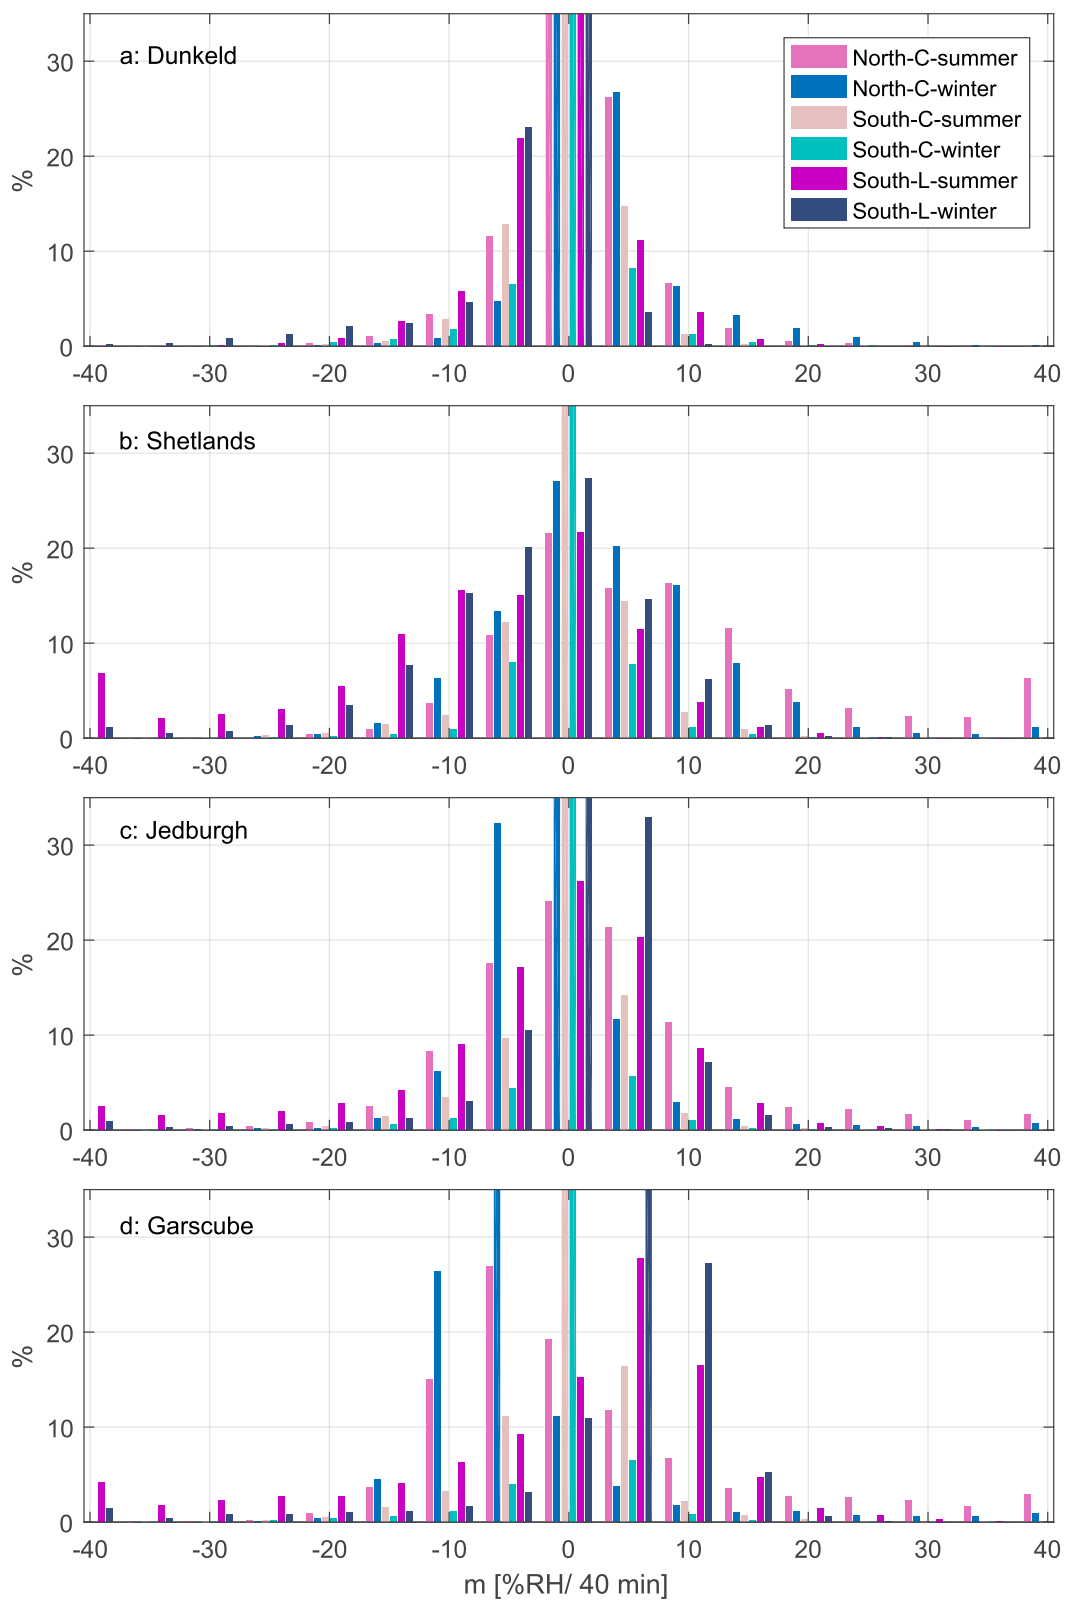 a: Dunkeld
North-C-summer
North-C-winter
South-C-summer
South-C-winter
South-L-summer
South-L-winter
30
20
10
0
%
-40 -30 -20 -10 0 10 20 30 40
b: Shetlands
30
20
10
0
%
-40 -30 -20 -10 0 10 20 30 40
c: Jedburgh
30
20
10
0
%
-40 -30 -20 -10 0 10 20 30 40
d: Garscube
30
20
10
0
%
-40 -30 -20 -10 0 10 20 30 40
m [%RH/ 40 min]